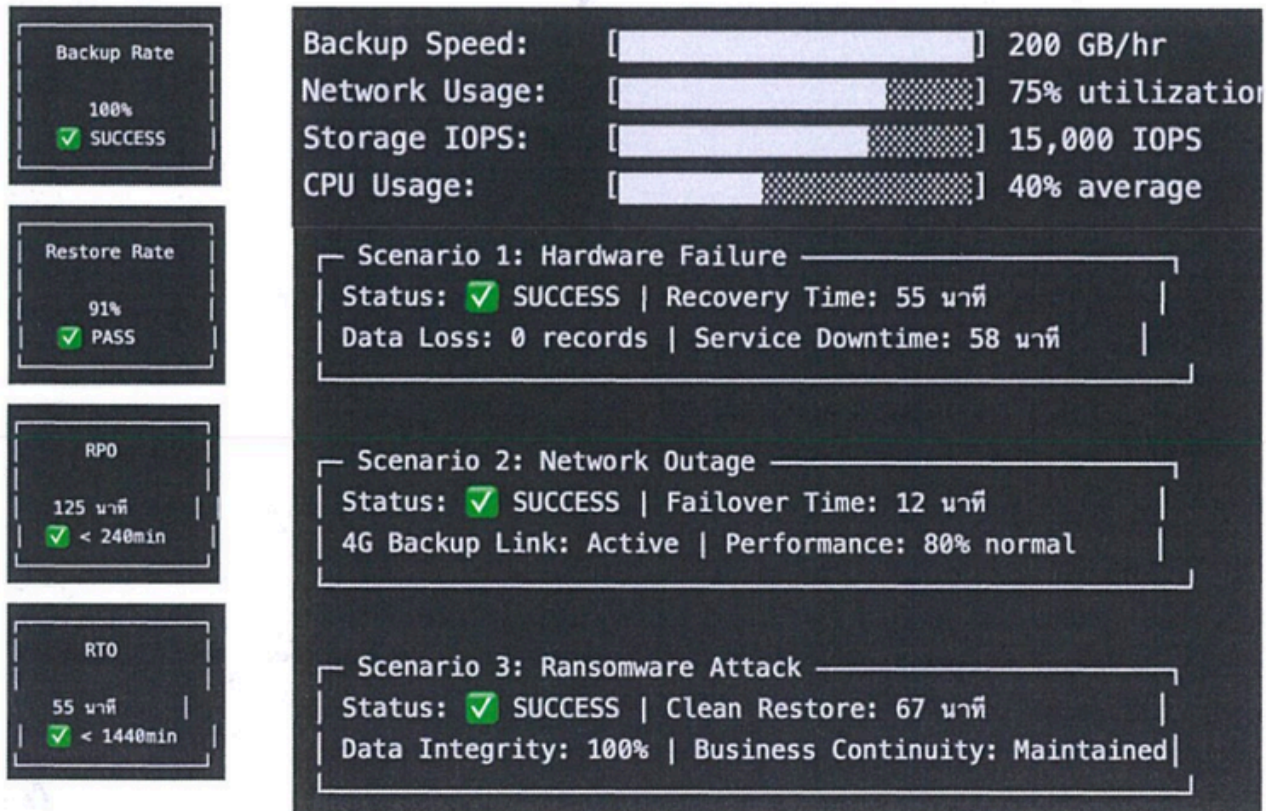 Backup Rate
100%
✅ SUCCESS
Restore Rate
91%
✅ PASS
RPO
125 นาที
✅ < 240min
RTO
55 นาที
✅ < 1440min
Backup Speed: [ ] 200 GB/hr
Network Usage: [ ] 75% utilization
Storage IOPS: [ ] 15,000 IOPS
CPU Usage: [ ] 40% average
Scenario 1: Hardware Failure
Status: ✅ SUCCESS | Recovery Time: 55 นาที
Data Loss: 0 records | Service Downtime: 58 นาที
Scenario 2: Network Outage
Status: ✅ SUCCESS | Failover Time: 12 นาที
4G Backup Link: Active | Performance: 80% normal
Scenario 3: Ransomware Attack
Status: ✅ SUCCESS | Clean Restore: 67 นาที
Data Integrity: 100% | Business Continuity: Maintained